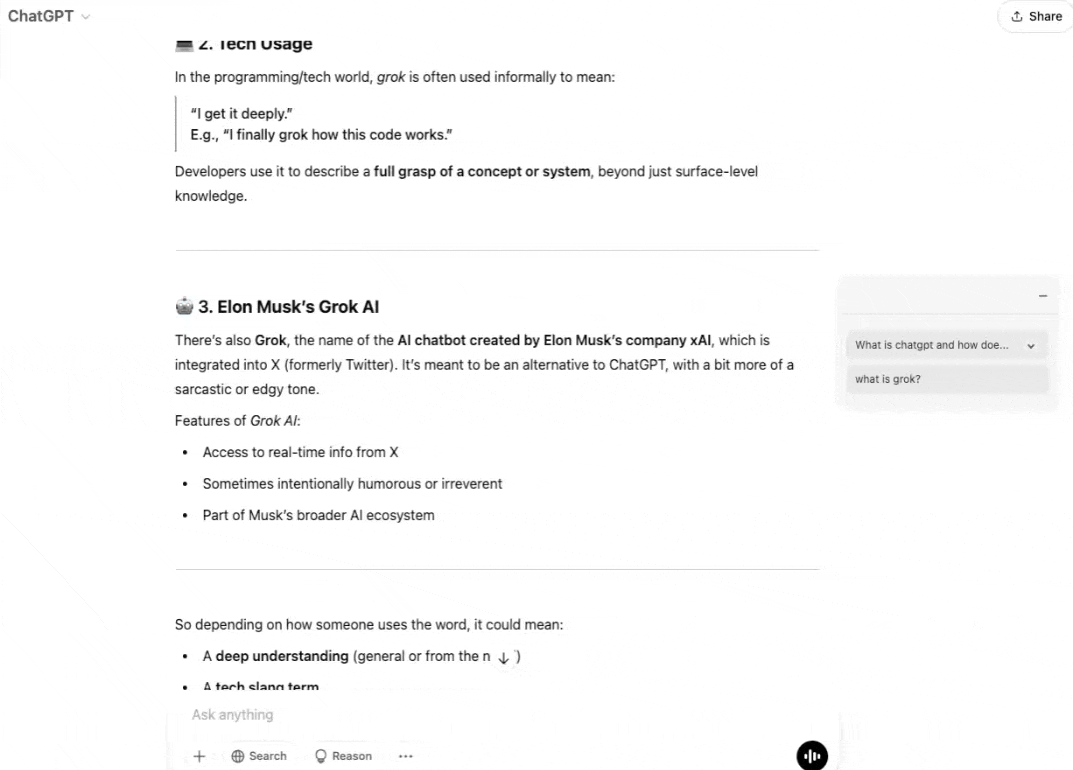 ChatGPT
Share
2. Tech Usage
In the programming/tech world, grok is often used informally to mean:
“I get it deeply.”
E.g., “I finally grok how this code works.”
Developers use it to describe a full grasp of a concept or system, beyond just surface-level
knowledge.
3. Elon Musk’s Grok AI
There’s also Grok, the name of the AI chatbot created by Elon Musk’s company xAI, which is
integrated into X (formerly Twitter). It’s meant to be an alternative to ChatGPT, with a bit more of a
sarcastic or edgy tone.
Features of Grok AI:
• Access to real-time info from X
• Sometimes intentionally humorous or irreverent
• Part of Musk’s broader AI ecosystem
So depending on how someone uses the word, it could mean:
• A deep understanding (general or from the n )
• A tech slang term
What is chatgpt and how doe...
what is grok?
Ask anything
Search
Reason